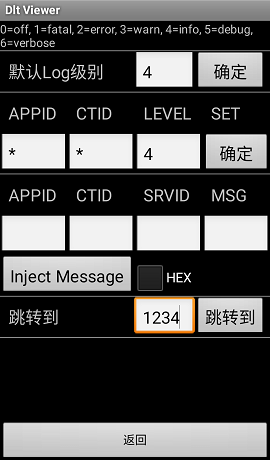 Dlt Viewer
0=off, 1=fatal, 2=error, 3=warn, 4=info, 5=debug,
6=verbose
默认Log级别 4 确定
APPID CTID LEVEL SET
* * 4 确定
APPID CTID SRVID MSG
Inject Message HEX
跳转到 1234 跳转到
返回